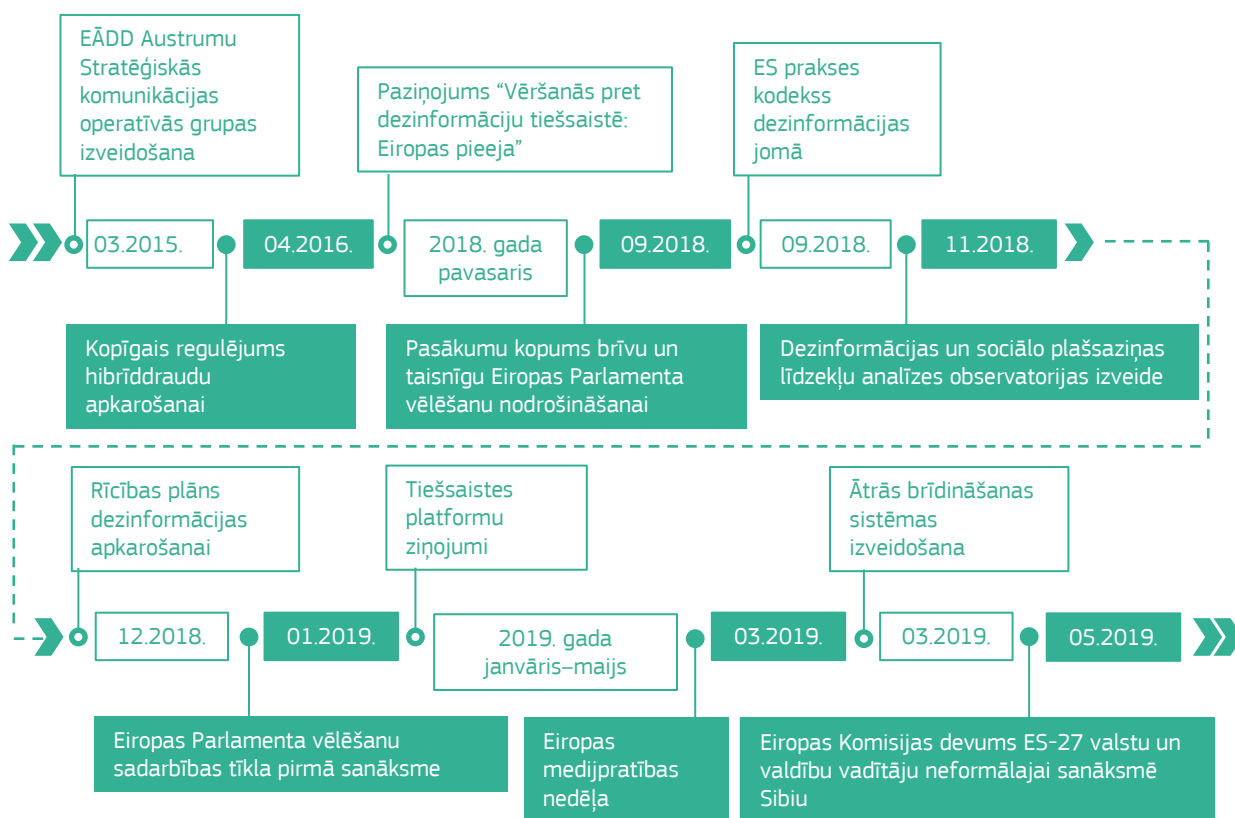 EĀDD Austrumu
Stratēģiskās
komunikācijas
operatīvās grupas
izveidošana
Paziņojums “Vēršanās pret
dezinformāciju tiešsaistē:
Eiropas pieeja”
ES prakses
kodekss
dezinformācijas
jomā
03.2015.
04.2016.
2018. gada
pavasaris
09.2018.
09.2018.
11.2018.
Kopīgais regulējums
hibrīddraudu
apkarošanai
Pasākumu kopums brīvu un
taisnīgu Eiropas Parlamenta
vēlēšanu nodrošināšanai
Dezinformācijas un sociālo plašsaziņas
līdzekļu analīzes observatorijas izveide
Rīcības plāns
dezinformācijas
apkarošanai
Tiešsaistes
platformu
ziņojumi
Ātrās brīdināšanas
sistēmas
izveidošana
12.2018.
01.2019.
2019. gada
janvāris–maijs
03.2019.
03.2019.
05.2019.
Eiropas Parlamenta vēlēšanu
sadarbības tīkla pirmā sanāksme
Eiropas
medijpratības
nedēļa
Eiropas Komisijas devums ES-27 valstu un
valdību vadītāju neformālajai sanāksmē
Sibiu